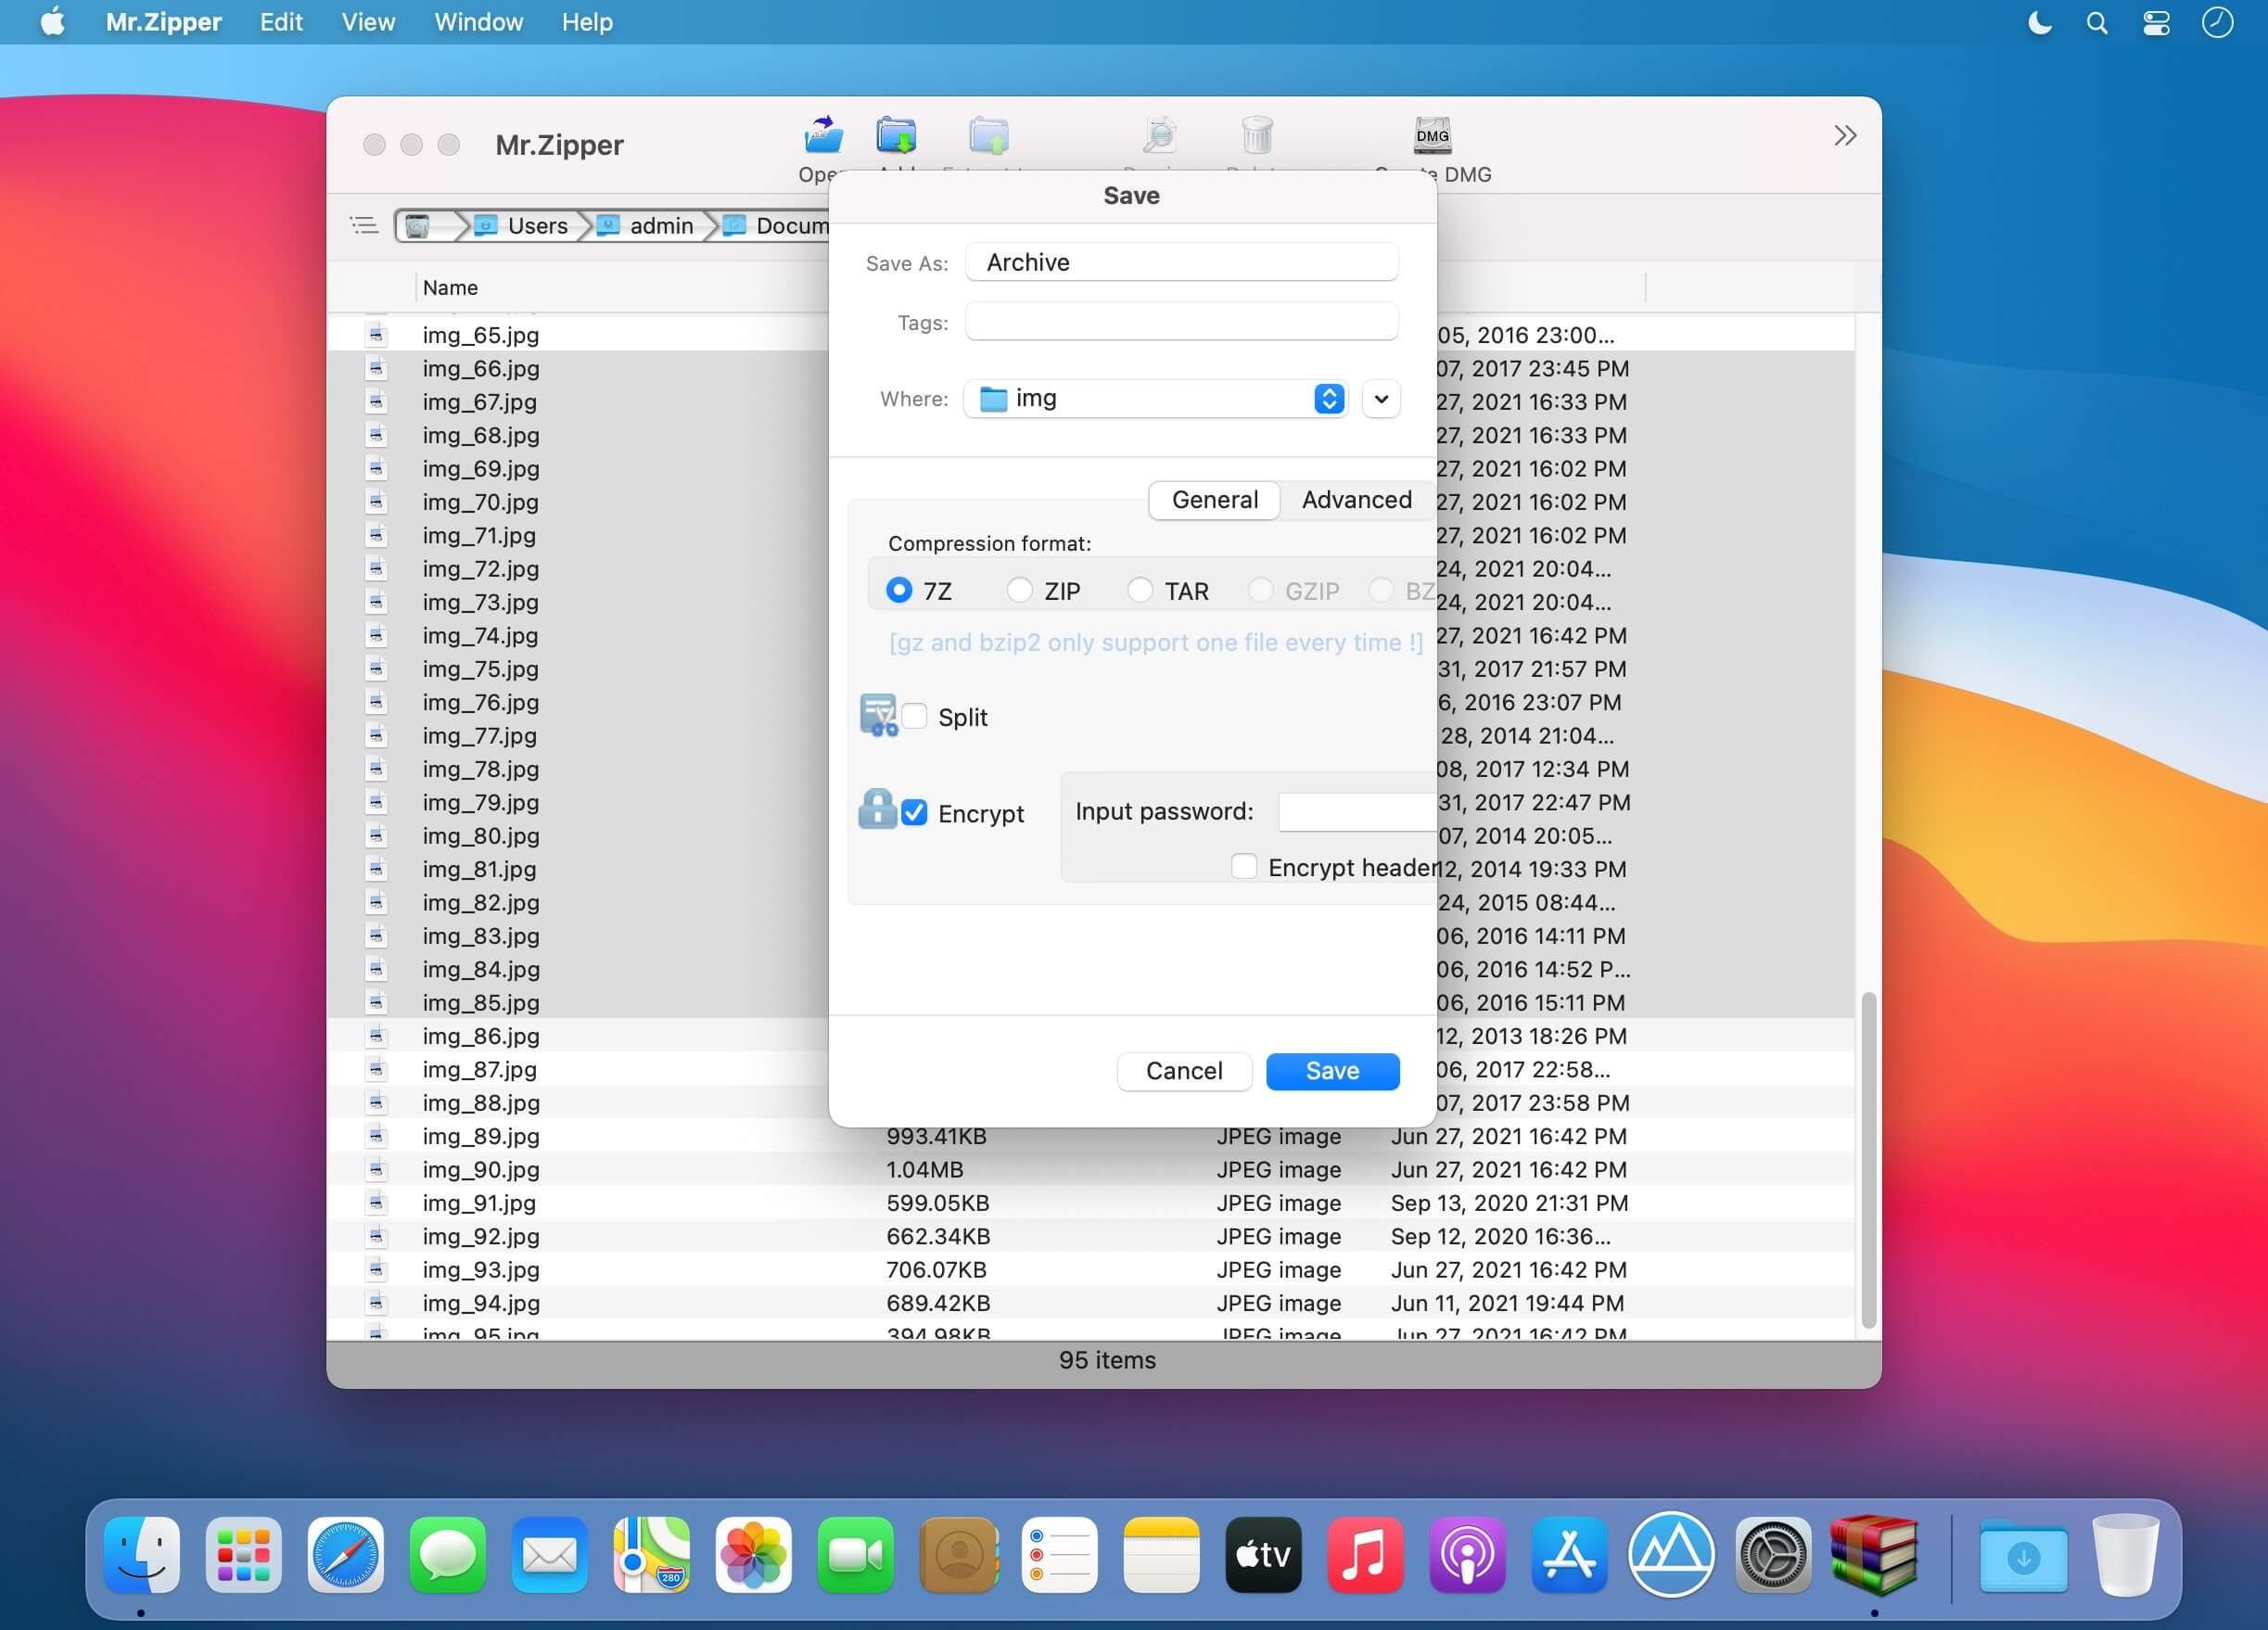 Mr.Zipper Edit View Window Help
Mr.Zipper
DMG
DMG
Save
Users admin
Save As: Archive
Tags:
Where: img
Name
General Advanced
Compression format:
7Z ZIP TAR GZIP
[gz and bzip2 only support one file every time !]
Split
Encrypt Input password:
Encrypt header
Cancel Save
img_65.jpg 05, 2016 23:00...
img_66.jpg 07, 2017 23:45 PM
img_67.jpg 27, 2021 16:33 PM
img_68.jpg 27, 2021 16:33 PM
img_69.jpg 27, 2021 16:02 PM
img_70.jpg 27, 2021 16:02 PM
img_71.jpg 27, 2021 16:02 PM
img_72.jpg 24, 2021 20:04...
img_73.jpg 24, 2021 20:04...
img_74.jpg 27, 2021 16:42 PM
img_75.jpg 31, 2017 21:57 PM
img_76.jpg 6, 2016 23:07 PM
img_77.jpg 28, 2014 21:04...
img_78.jpg 08, 2017 12:34 PM
img_79.jpg 31, 2017 22:47 PM
img_80.jpg 07, 2014 20:05...
img_81.jpg 12, 2014 19:33 PM
img_82.jpg 24, 2015 08:44...
img_83.jpg 06, 2016 14:11 PM
img_84.jpg 06, 2016 14:52 P...
img_85.jpg 06, 2016 15:11 PM
img_86.jpg 12, 2013 18:26 PM
img_87.jpg 06, 2017 22:58...
img_88.jpg 07, 2017 23:58 PM
img_89.jpg 993.41KB JPEG image Jun 27, 2021 16:42 PM
img_90.jpg 1.04MB JPEG image Jun 27, 2021 16:42 PM
img_91.jpg 599.05KB JPEG image Sep 13, 2020 21:31 PM
img_92.jpg 662.34KB JPEG image Sep 12, 2020 16:36...
img_93.jpg 706.07KB JPEG image Jun 27, 2021 16:42 PM
img_94.jpg 689.42KB JPEG image Jun 11, 2021 19:44 PM
img_95.jpg 394.98KB JPEG image Jun 27, 2021 16:42 PM
95 items
280
tv